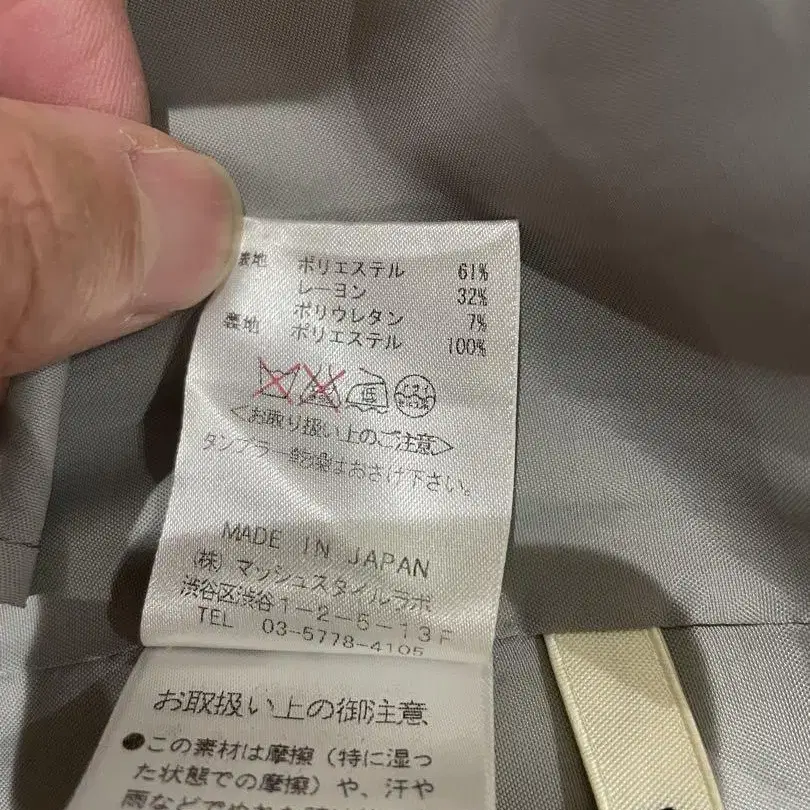 表地 ポリエステル 61%
レーヨン 32%
ポリウレタン 7%
裏地 ポリエステル 100%
低
<お取り扱い上のご注意>
タンブラー乾燥はおさけ下さい。
MADE IN JAPAN
(株)マッシュスタイルラボ
渋谷区渋谷1-2-5-13F
TEL 03-5778-4105
お取扱い上の御注意
●この素材は摩擦(特に湿っ
た状態での摩擦)や、汗や
雨などで